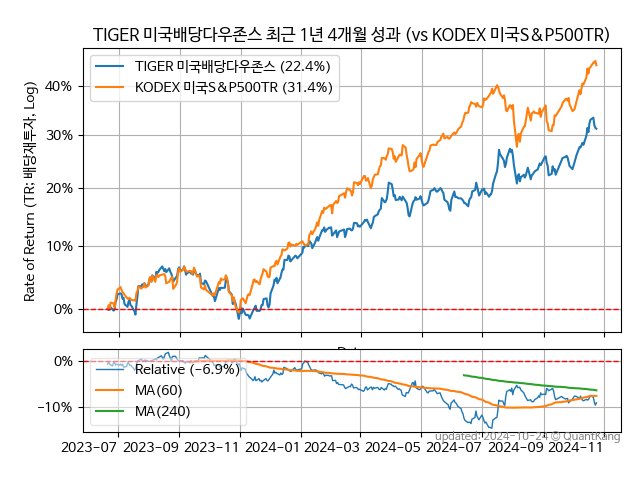 TIGER 미국배당다우존스 최근 1년 4개월 성과 (vs KODEX 미국S&P500TR)
TIGER 미국배당다우존스 (22.4%)
KODEX 미국S&P500TR (31.4%)
Rate of Return (TR: 배당재투자, Log)
40%
30%
20%
10%
0%
0%
−10%
Relative (−6.9%)
MA(60)
MA(240)
updated: 2024-10-24 © QuantKang
2023-07 2023-09 2023-11 2024-01 2024-03 2024-05 2024-07 2024-09 2024-11